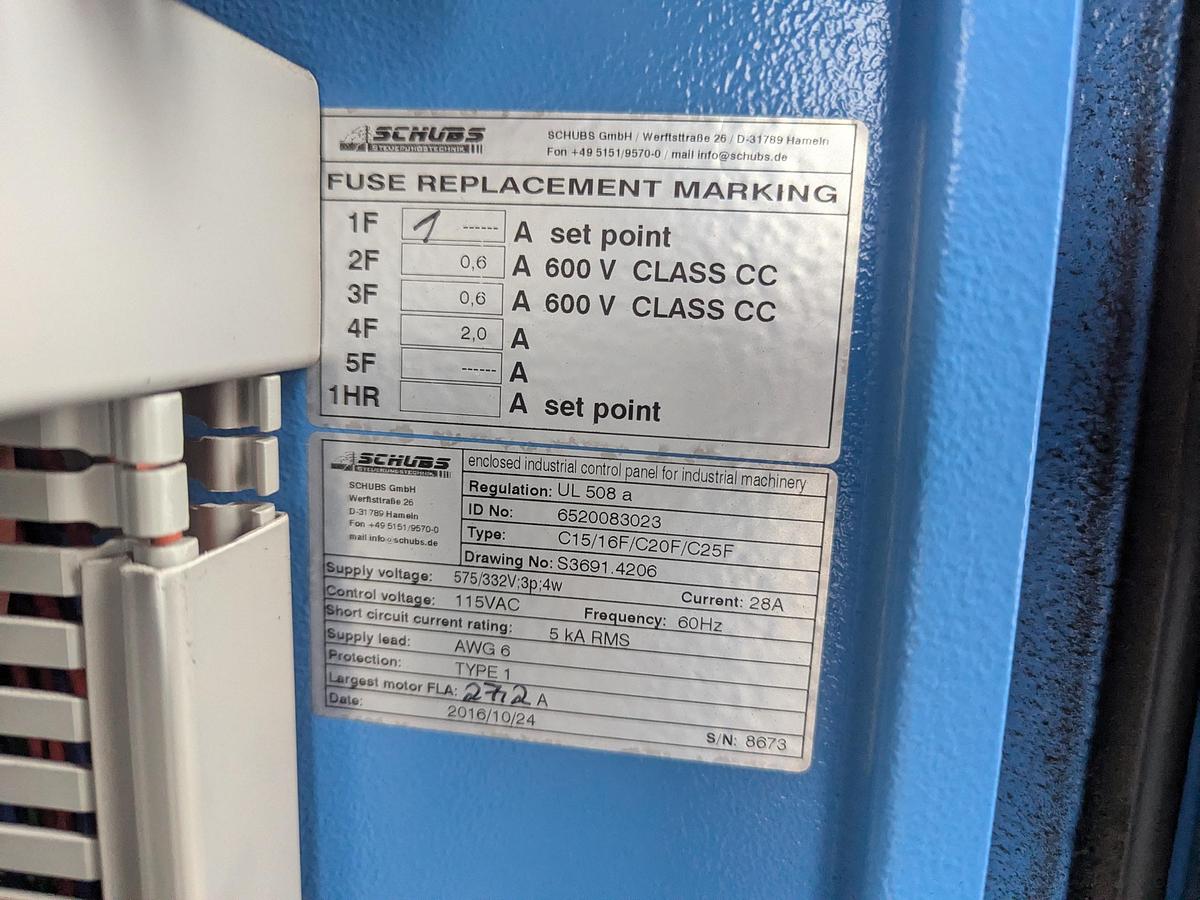 SCHUBS
STEUERUNGSTECHNIK
SCHUBS GmbH / Werftstraße 26 / D-31789 Hameln
Fon +49 5151/9570-0 / mail info@schubs.de
FUSE REPLACEMENT MARKING
1F 1 ------ A set point
2F 0,6 A 600 V CLASS CC
3F 0,6 A 600 V CLASS CC
4F 2,0 A
5F ------ A
1HR A set point
SCHUBS
STEUERUNGSTECHNIK
SCHUBS GmbH
Werftstraße 26
D-31789 Hameln
Fon +49 5151/9570-0
mail info@schubs.de
enclosed industrial control panel for industrial machinery
Regulation: UL 508 a
ID No: 6520083023
Type: C15/16F/C20F/C25F
Drawing No: S3691.4206
Supply voltage: 575/332V;3p;4w Current: 28A
Control voltage: 115VAC Frequency: 60Hz
Short circuit current rating: 5 kA RMS
Supply lead: AWG 6
Protection: TYPE 1
Largest motor FLA: 27,2 A
Date: 2016/10/24 S/N: 8673